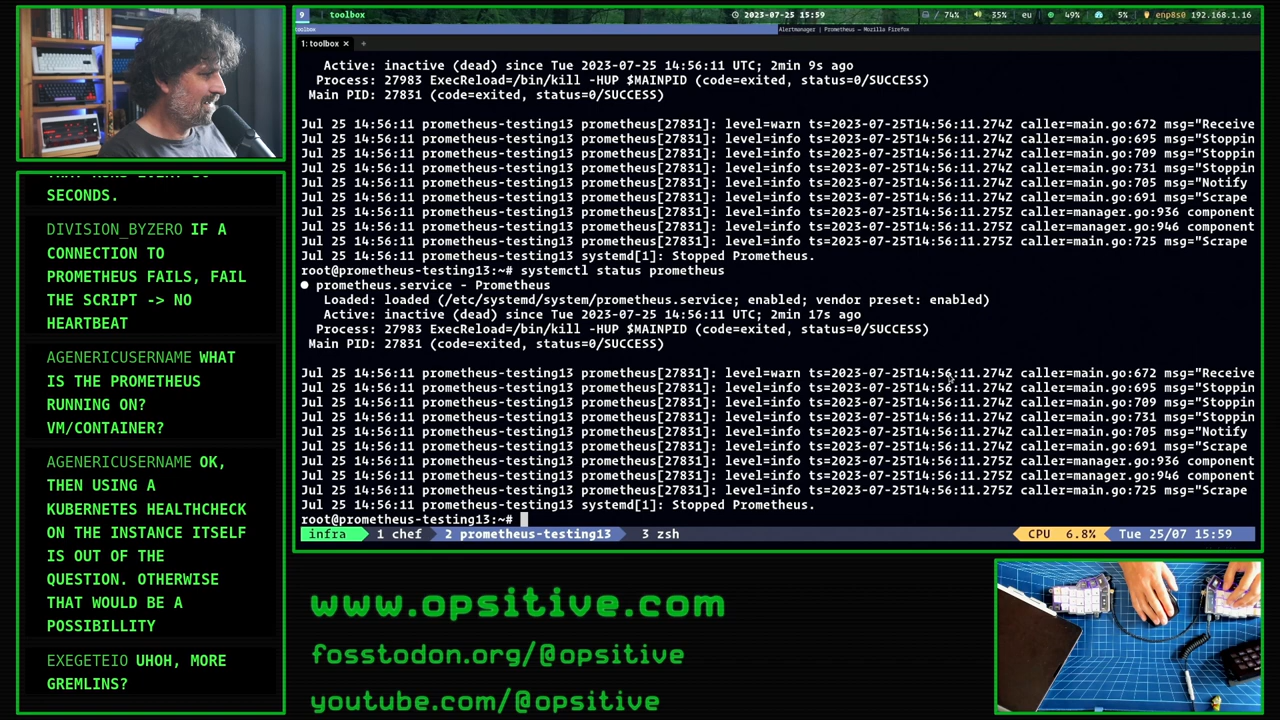 9 toolbox 2023-07-25 15:59 / 74% 35% eu 49% 5% enp8s0 192.168.1.16
toolbox Alertmanager | Prometheus — Mozilla Firefox
1: toolbox × +
Active: inactive (dead) since Tue 2023-07-25 14:56:11 UTC; 2min 9s ago
Process: 27983 ExecReload=/bin/kill -HUP $MAINPID (code=exited, status=0/SUCCESS)
Main PID: 27831 (code=exited, status=0/SUCCESS)
Jul 25 14:56:11 prometheus-testing13 prometheus[27831]: level=warn ts=2023-07-25T14:56:11.274Z caller=main.go:672 msg="Receive
Jul 25 14:56:11 prometheus-testing13 prometheus[27831]: level=info ts=2023-07-25T14:56:11.274Z caller=main.go:695 msg="Stoppin
Jul 25 14:56:11 prometheus-testing13 prometheus[27831]: level=info ts=2023-07-25T14:56:11.274Z caller=main.go:709 msg="Stoppin
Jul 25 14:56:11 prometheus-testing13 prometheus[27831]: level=info ts=2023-07-25T14:56:11.274Z caller=main.go:731 msg="Stoppin
Jul 25 14:56:11 prometheus-testing13 prometheus[27831]: level=info ts=2023-07-25T14:56:11.274Z caller=main.go:705 msg="Notify
Jul 25 14:56:11 prometheus-testing13 prometheus[27831]: level=info ts=2023-07-25T14:56:11.274Z caller=main.go:691 msg="Scrape
Jul 25 14:56:11 prometheus-testing13 prometheus[27831]: level=info ts=2023-07-25T14:56:11.275Z caller=manager.go:936 component
Jul 25 14:56:11 prometheus-testing13 prometheus[27831]: level=info ts=2023-07-25T14:56:11.275Z caller=manager.go:946 component
Jul 25 14:56:11 prometheus-testing13 prometheus[27831]: level=info ts=2023-07-25T14:56:11.275Z caller=main.go:725 msg="Scrape
Jul 25 14:56:11 prometheus-testing13 systemd[1]: Stopped Prometheus.
root@prometheus-testing13:~# systemctl status prometheus
● prometheus.service - Prometheus
Loaded: loaded (/etc/systemd/system/prometheus.service; enabled; vendor preset: enabled)
Active: inactive (dead) since Tue 2023-07-25 14:56:11 UTC; 2min 17s ago
Process: 27983 ExecReload=/bin/kill -HUP $MAINPID (code=exited, status=0/SUCCESS)
Main PID: 27831 (code=exited, status=0/SUCCESS)
Jul 25 14:56:11 prometheus-testing13 prometheus[27831]: level=warn ts=2023-07-25T14:56:11.274Z caller=main.go:672 msg="Receive
Jul 25 14:56:11 prometheus-testing13 prometheus[27831]: level=info ts=2023-07-25T14:56:11.274Z caller=main.go:695 msg="Stoppin
Jul 25 14:56:11 prometheus-testing13 prometheus[27831]: level=info ts=2023-07-25T14:56:11.274Z caller=main.go:709 msg="Stoppin
Jul 25 14:56:11 prometheus-testing13 prometheus[27831]: level=info ts=2023-07-25T14:56:11.274Z caller=main.go:731 msg="Stoppin
Jul 25 14:56:11 prometheus-testing13 prometheus[27831]: level=info ts=2023-07-25T14:56:11.274Z caller=main.go:705 msg="Notify
Jul 25 14:56:11 prometheus-testing13 prometheus[27831]: level=info ts=2023-07-25T14:56:11.274Z caller=main.go:691 msg="Scrape
Jul 25 14:56:11 prometheus-testing13 prometheus[27831]: level=info ts=2023-07-25T14:56:11.275Z caller=manager.go:936 component
Jul 25 14:56:11 prometheus-testing13 prometheus[27831]: level=info ts=2023-07-25T14:56:11.275Z caller=manager.go:946 component
Jul 25 14:56:11 prometheus-testing13 prometheus[27831]: level=info ts=2023-07-25T14:56:11.275Z caller=main.go:725 msg="Scrape
Jul 25 14:56:11 prometheus-testing13 systemd[1]: Stopped Prometheus.
root@prometheus-testing13:~#
infra 1 chef 2 prometheus-testing13 3 zsh CPU 6.8% Tue 25/07 15:59
SECONDS.
DIVISION_BYZERO IF A
CONNECTION TO
PROMETHEUS FAILS, FAIL
THE SCRIPT -> NO
HEARTBEAT
AGENERICUSERNAME WHAT
IS THE PROMETHEUS
RUNNING ON?
VM/CONTAINER?
AGENERICUSERNAME OK,
THEN USING A
KUBERNETES HEALTHCHECK
ON THE INSTANCE ITSELF
IS OUT OF THE
QUESTION. OTHERWISE
THAT WOULD BE A
POSSIBILLITY
EXEGETEIO UHOH, MORE
GREMLINS?
www.opsitive.com
fosstodon.org/@opsitive
youtube.com/@opsitive